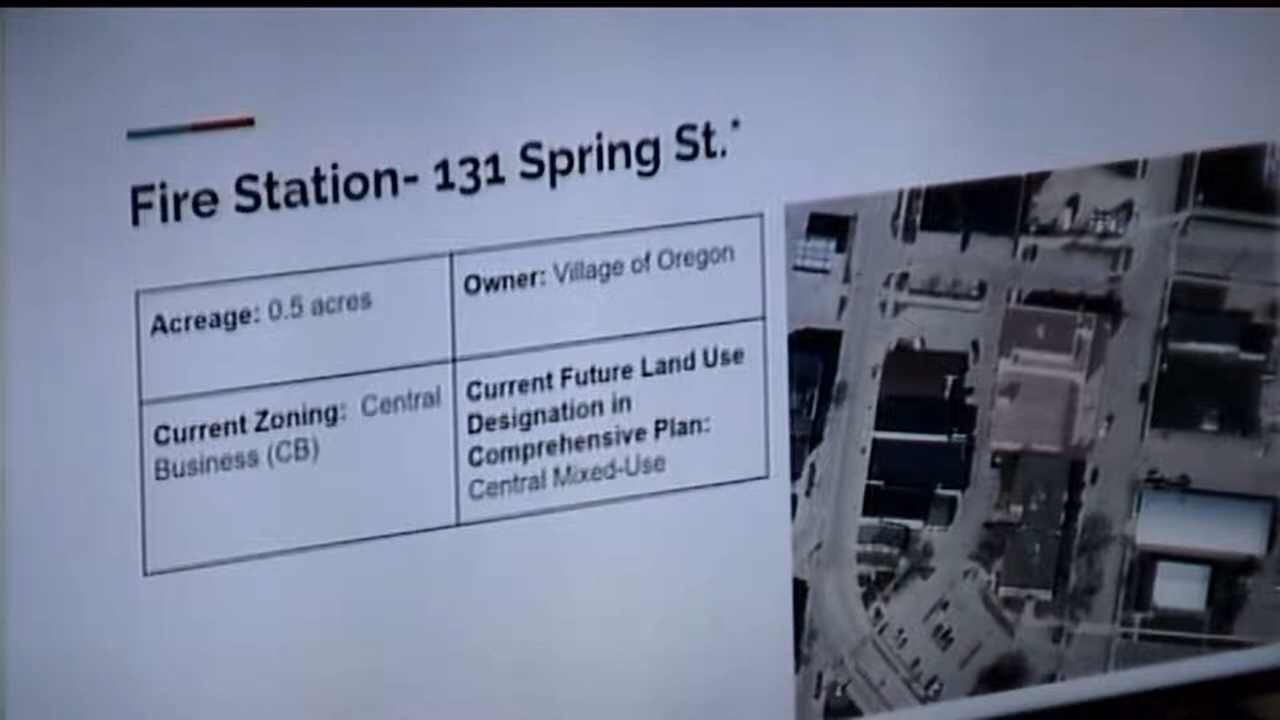 Fire Station- 131 Spring St.*
Acreage: 0.5 acres
Owner: Village of Oregon
Current Zoning: Central
Business (CB)
Current Future Land Use
Designation in
Comprehensive Plan:
Central Mixed-Use